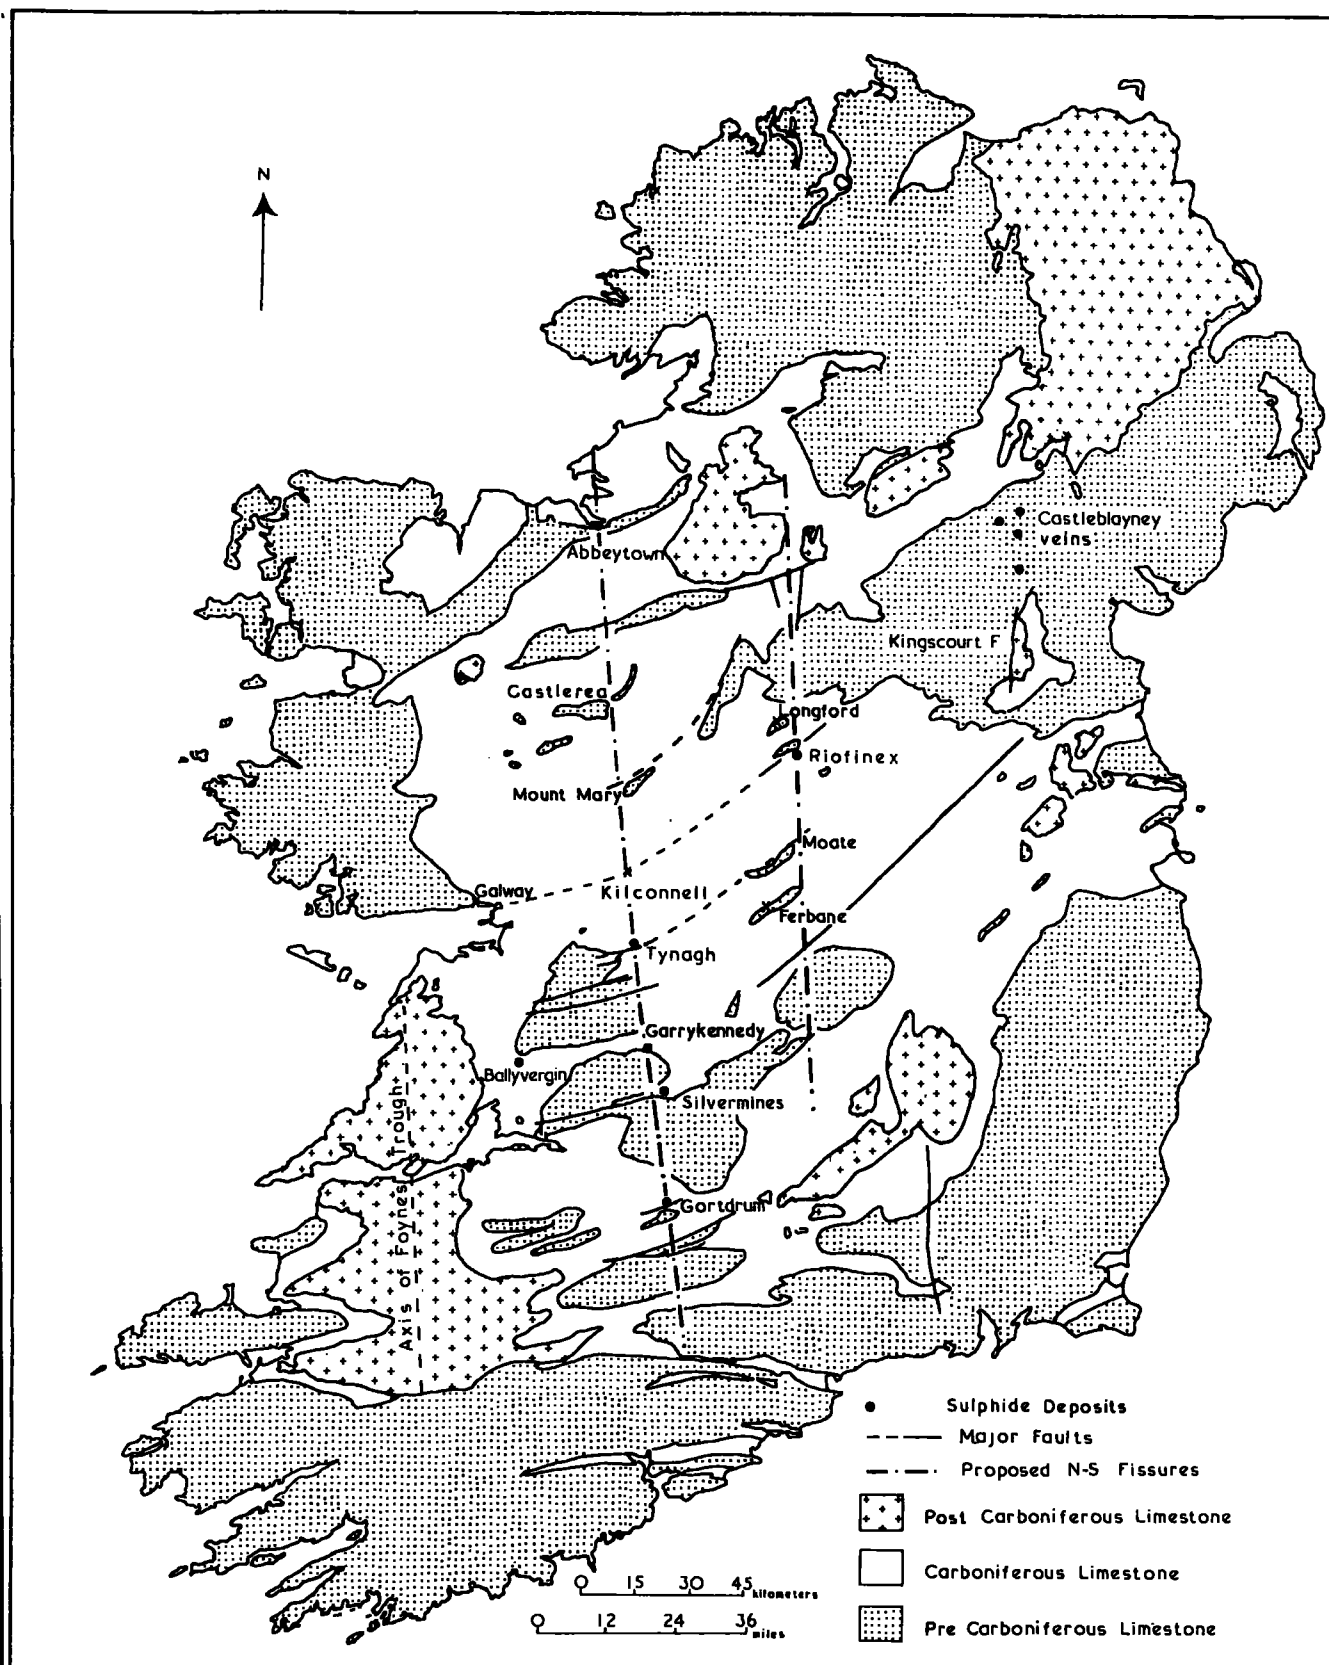 N
Castleblayney
veins
Abbeytown
Kingscourt F
Castlerea
Longford
Riofinex
Mount Mary
Moate
Galway
Kilconnell
Ferbane
Tynagh
Garrykennedy
Ballyvergin
Silvermines
Gortdrum
Axis of Foynes Trough
Sulphide Deposits
Major Faults
Proposed N-S Fissures
Post Carboniferous Limestone
Carboniferous Limestone
Pre Carboniferous Limestone
0 15 30 45 kilometers
0 12 24 36 miles